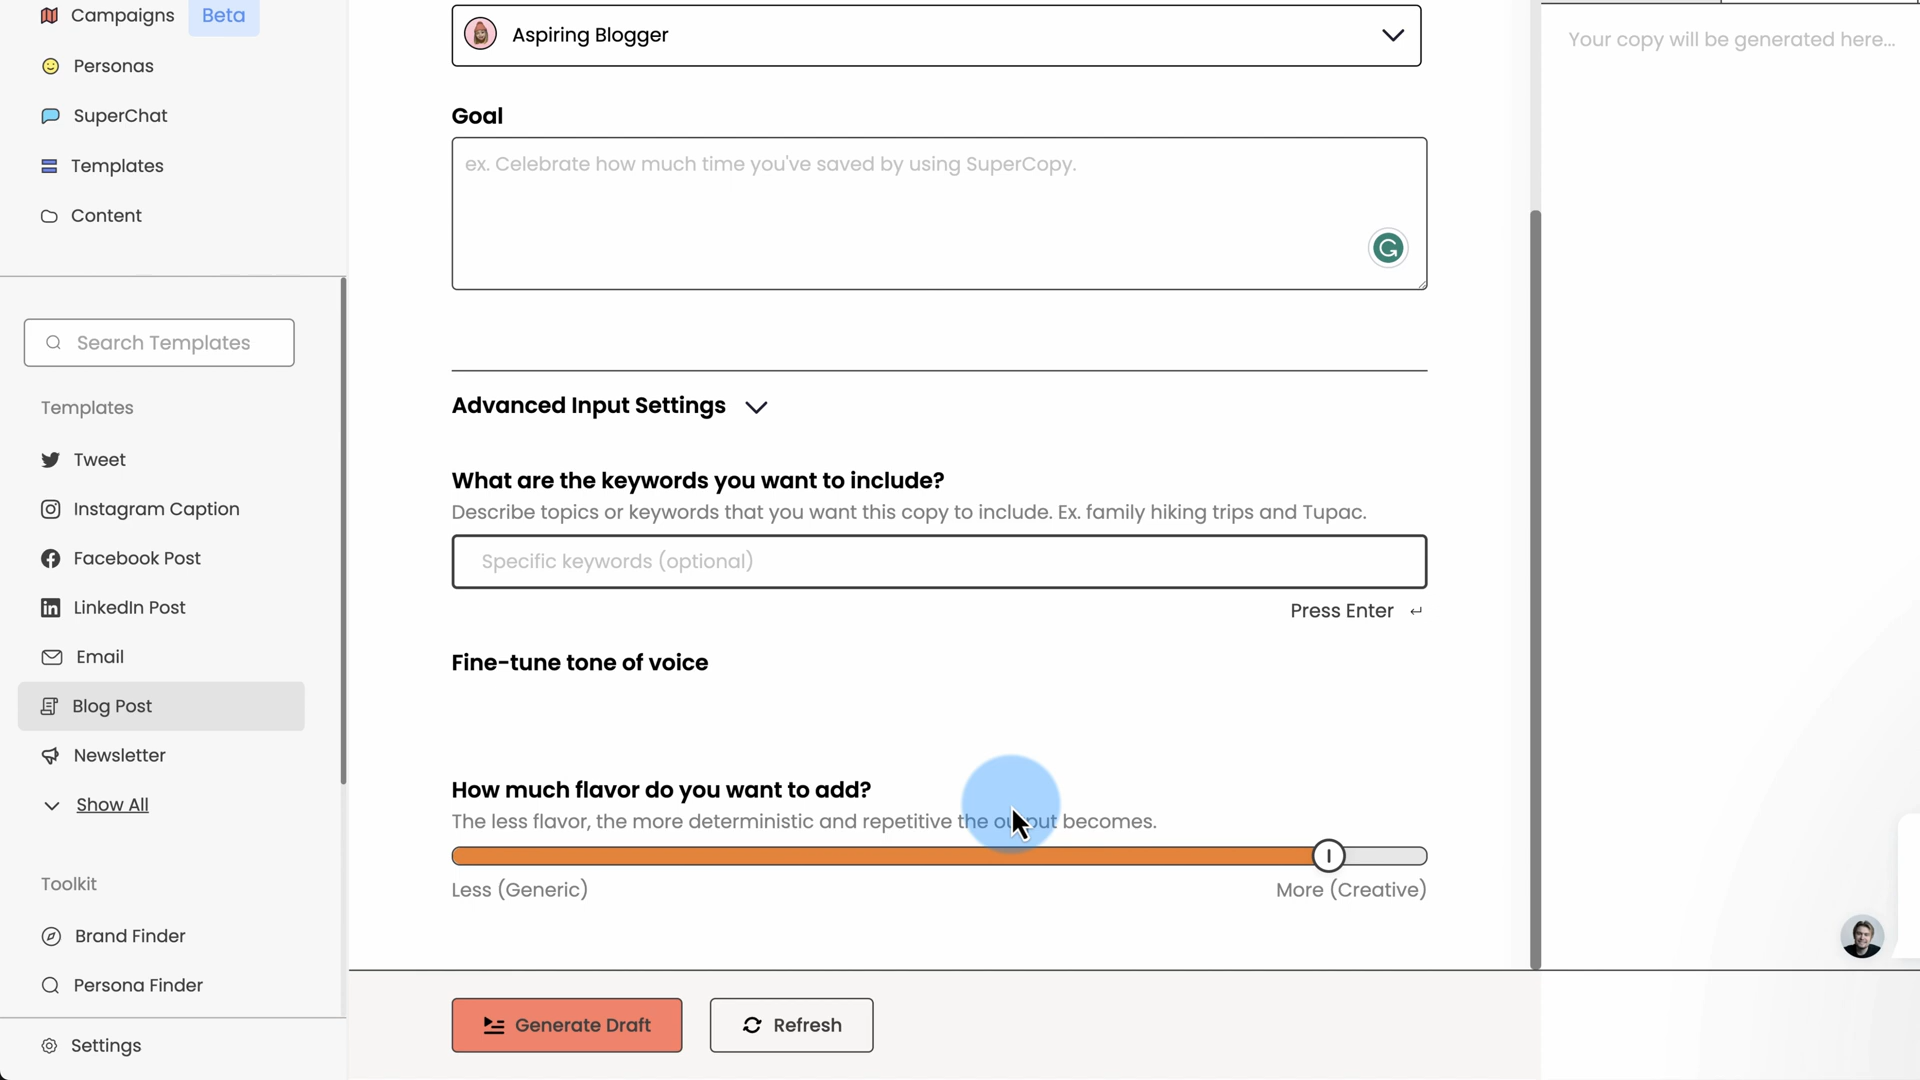 Campaigns Beta
Personas
SuperChat
Templates
Content
Search Templates
Templates
Tweet
Instagram Caption
Facebook Post
LinkedIn Post
Email
Blog Post
Newsletter
Show All
Toolkit
Brand Finder
Persona Finder
Settings
Aspiring Blogger
Goal
ex. Celebrate how much time you've saved by using SuperCopy.
Advanced Input Settings
What are the keywords you want to include?
Describe topics or keywords that you want this copy to include. Ex. family hiking trips and Tupac.
Specific keywords (optional)
Press Enter
Fine-tune tone of voice
How much flavor do you want to add?
The less flavor, the more deterministic and repetitive the output becomes.
Less (Generic) More (Creative)
Generate Draft Refresh
Your copy will be generated here...